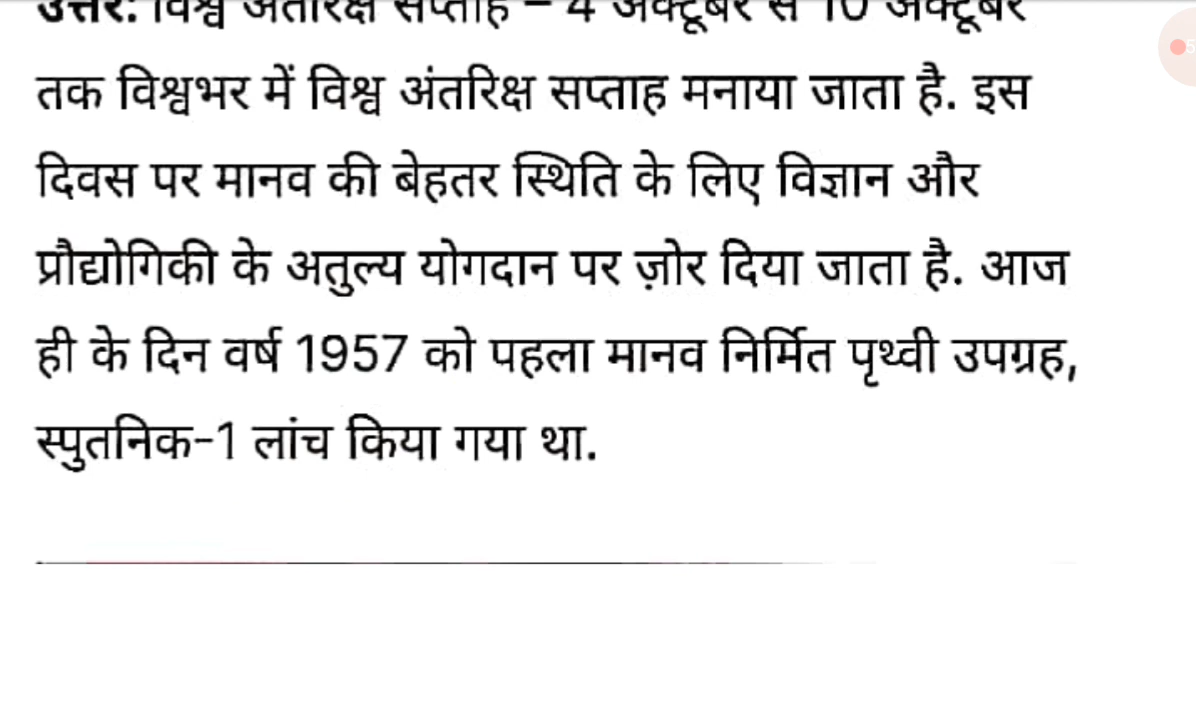 उत्तर: विश्व अंतरिक्ष सप्ताह – 4 अक्टूबर से 10 अक्टूबर
तक विश्वभर में विश्व अंतरिक्ष सप्ताह मनाया जाता है. इस
दिवस पर मानव की बेहतर स्थिति के लिए विज्ञान और
प्रौद्योगिकी के अतुल्य योगदान पर ज़ोर दिया जाता है. आज
ही के दिन वर्ष 1957 को पहला मानव निर्मित पृथ्वी उपग्रह,
स्पुतनिक-1 लांच किया गया था.